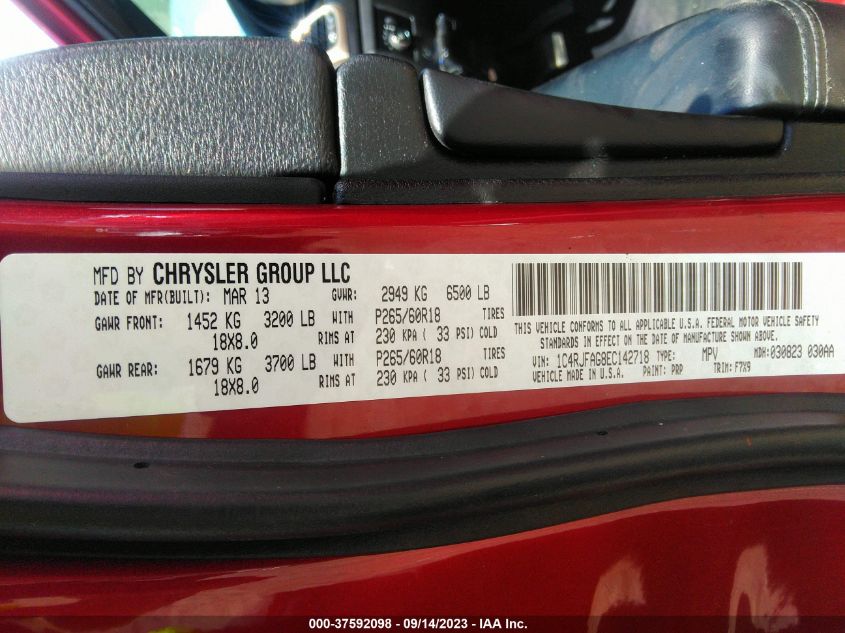 MFD BY CHRYSLER GROUP LLC
DATE OF MFR(BUILT): MAR 13 GVWR: 2949 KG 6500 LB
GAWR FRONT: 1452 KG 3200 LB WITH P265/60R18 TIRES
18X8.0 RIMS AT 230 KPA ( 33 PSI) COLD
GAWR REAR: 1679 KG 3700 LB WITH P265/60R18 TIRES
18X8.0 RIMS AT 230 KPA ( 33 PSI) COLD
THIS VEHICLE CONFORMS TO ALL APPLICABLE U.S.A. FEDERAL MOTOR VEHICLE SAFETY
STANDARDS IN EFFECT ON THE DATE OF MANUFACTURE SHOWN ABOVE.
VIN: 1C4RJFAG8EC142718 TYPE: MPV MDH: 030823 030AA
VEHICLE MADE IN U.S.A. PAINT: PRP TRIM: F7X9
000-37592098 - 09/14/2023 - IAA Inc.